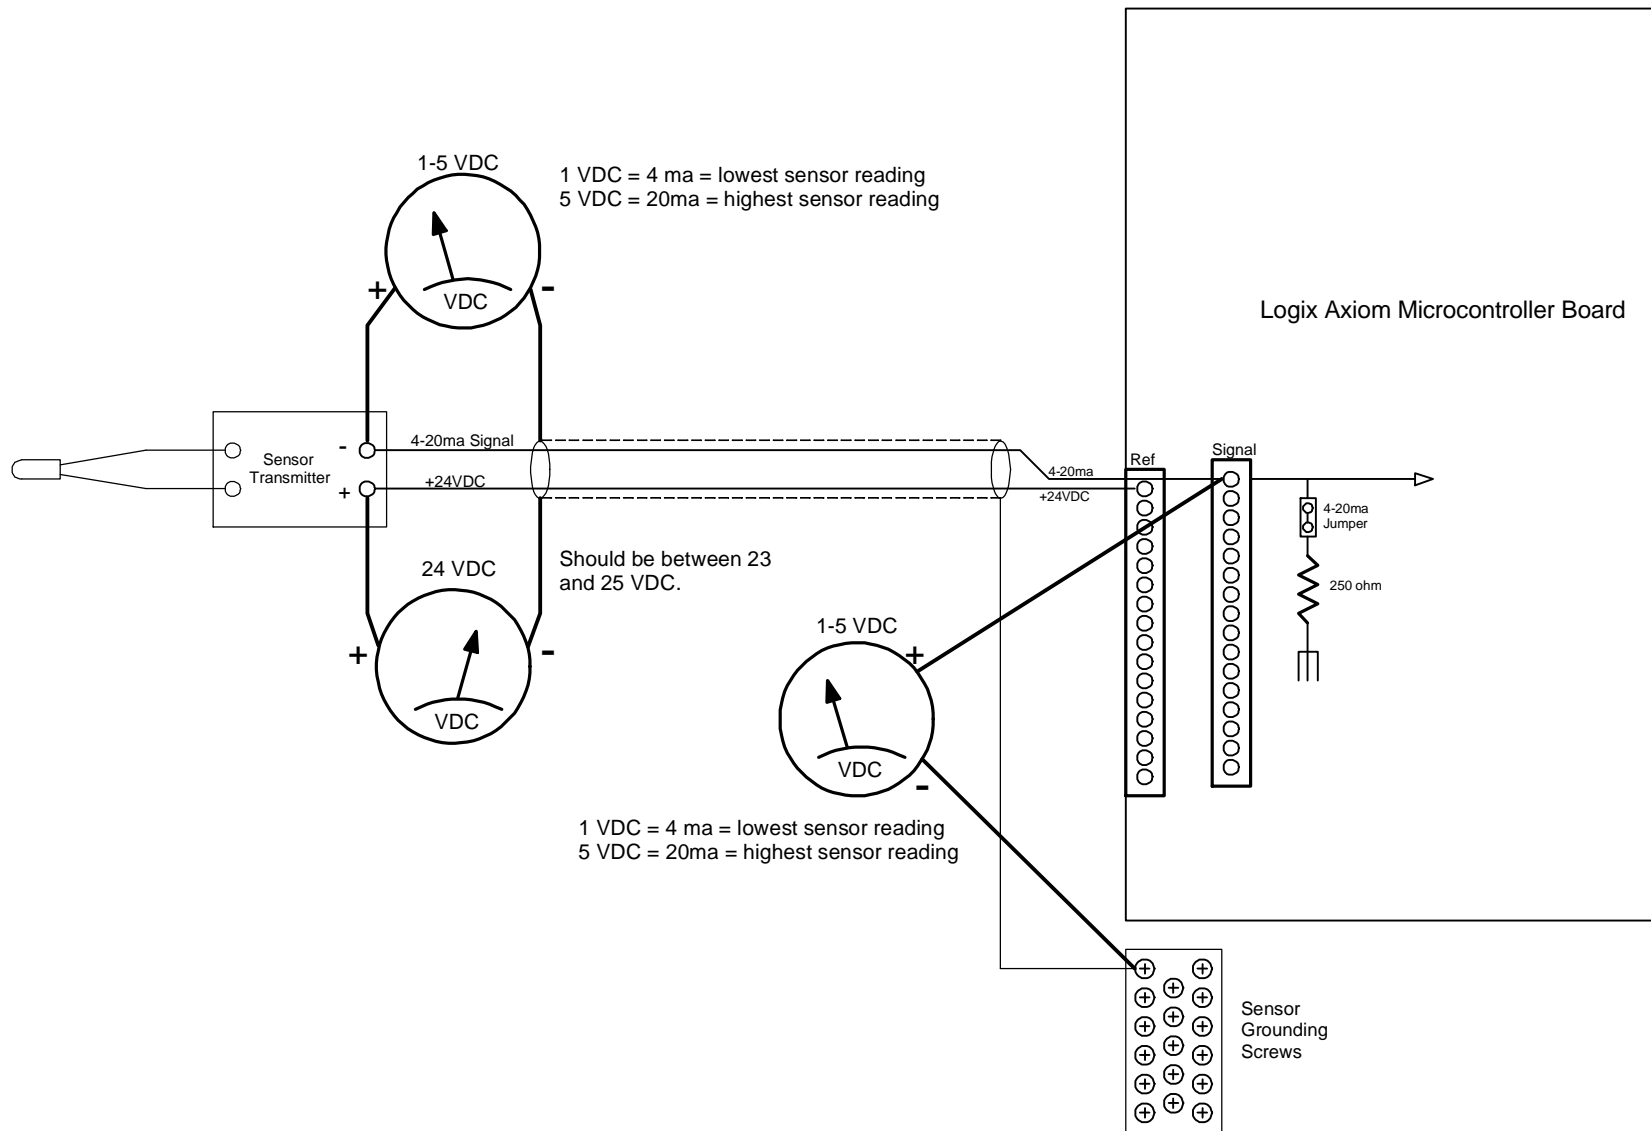 1-5 VDC
1 VDC = 4 ma = lowest sensor reading
5 VDC = 20ma = highest sensor reading
+
-
VDC
Logix Axiom Microcontroller Board
-
4-20ma Signal
Sensor
Transmitter
+
+24VDC
4-20ma
+24VDC
Ref
Signal
4-20ma
Jumper
250 ohm
24 VDC
Should be between 23
and 25 VDC.
+
-
VDC
1-5 VDC
+
VDC
-
1 VDC = 4 ma = lowest sensor reading
5 VDC = 20ma = highest sensor reading
Sensor
Grounding
Screws